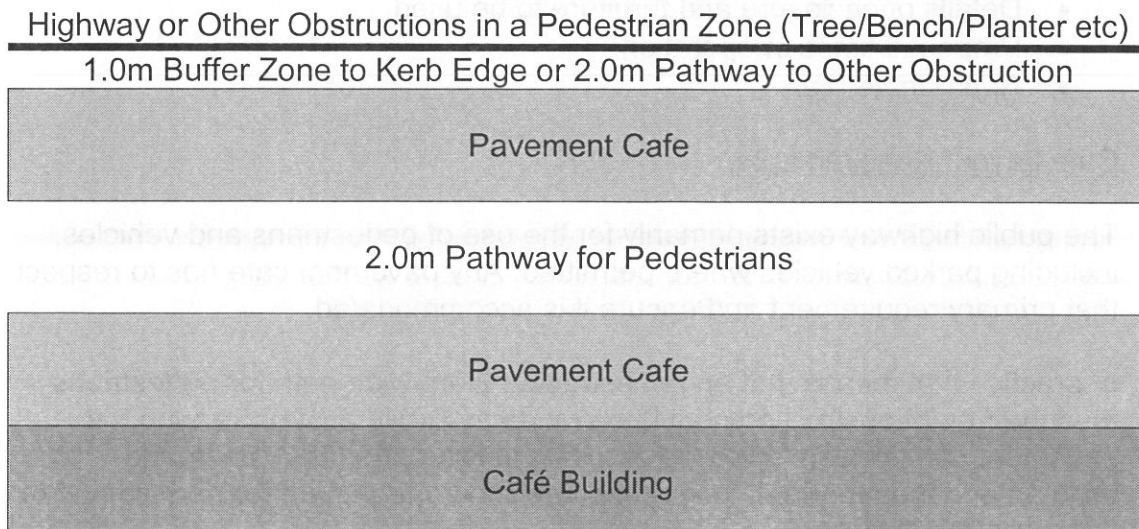 Highway or Other Obstructions in a Pedestrian Zone (Tree/Bench/Planter etc)
1.0m Buffer Zone to Kerb Edge or 2.0m Pathway to Other Obstruction
Pavement Cafe
2.0m Pathway for Pedestrians
Pavement Cafe
Café Building